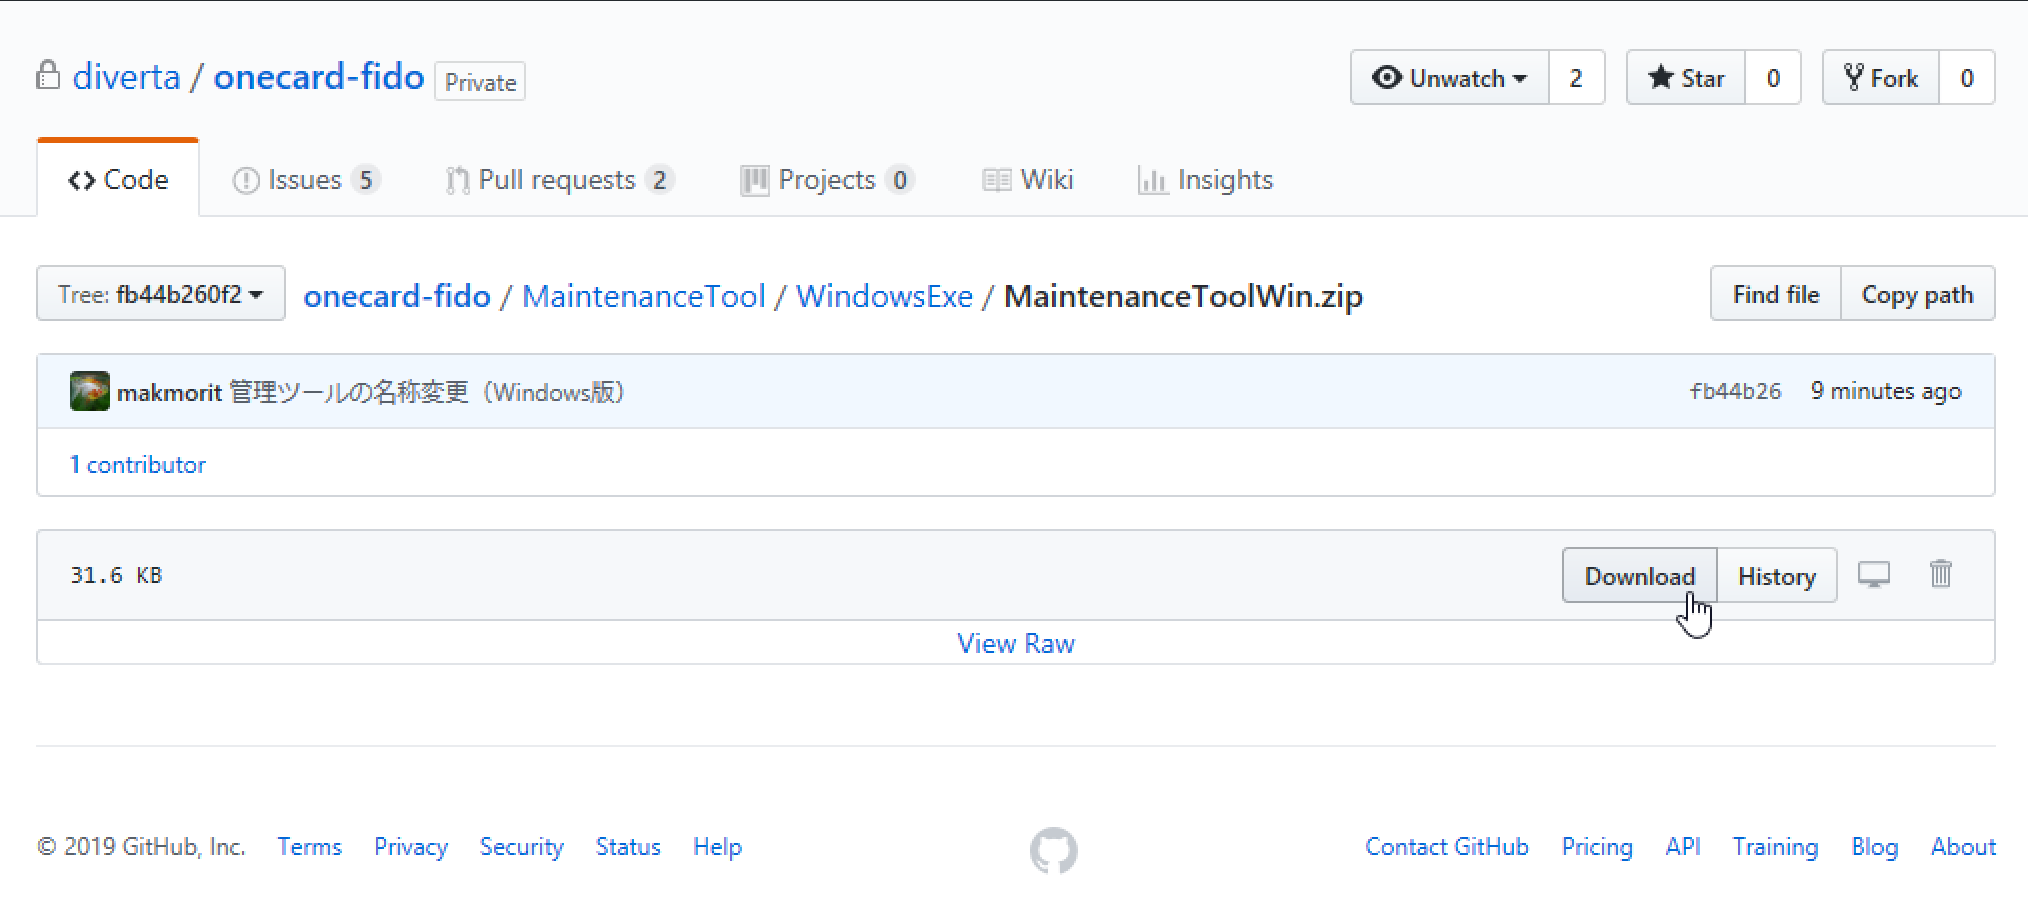 diverta / onecard-fido Private Unwatch 2 Star 0 Fork 0
Code Issues 5 Pull requests 2 Projects 0 Wiki Insights
Tree: fb44b260f2 onecard-fido / MaintenanceTool / WindowsExe / MaintenanceToolWin.zip Find file Copy path
makmorit 管理ツールの名称変更（Windows版） fb44b26 9 minutes ago
1 contributor
31.6 KB Download History
View Raw
© 2019 GitHub, Inc. Terms Privacy Security Status Help Contact GitHub Pricing API Training Blog About